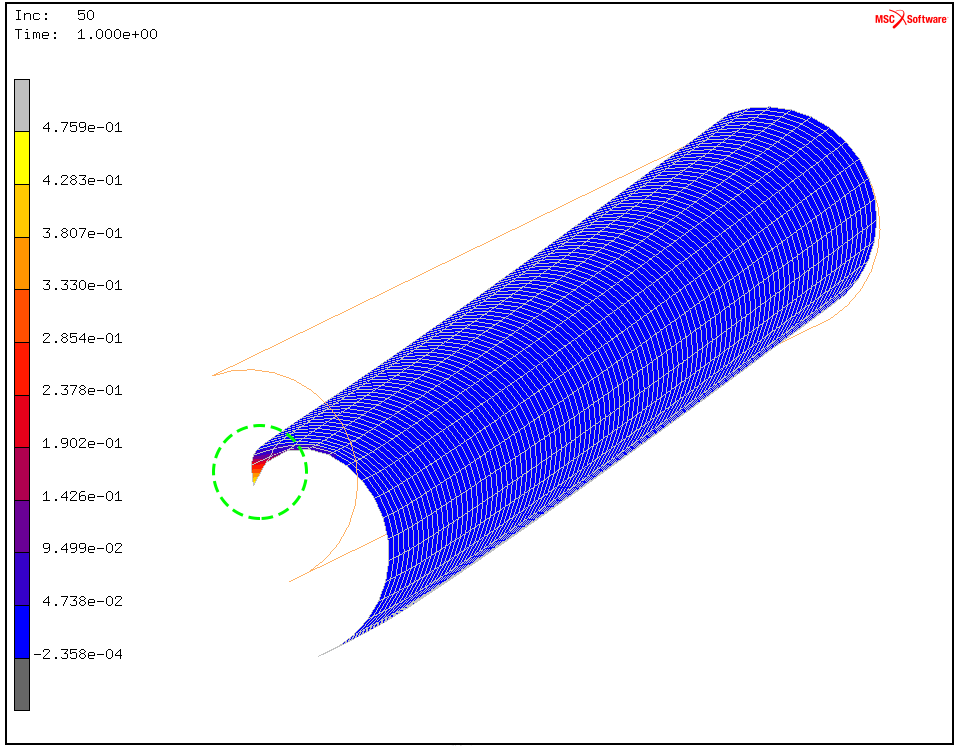 Inc: 50
Time: 1.000e+00
MSC Software
4.759e-01
4.283e-01
3.807e-01
3.330e-01
2.854e-01
2.378e-01
1.902e-01
1.426e-01
9.499e-02
4.738e-02
-2.358e-04